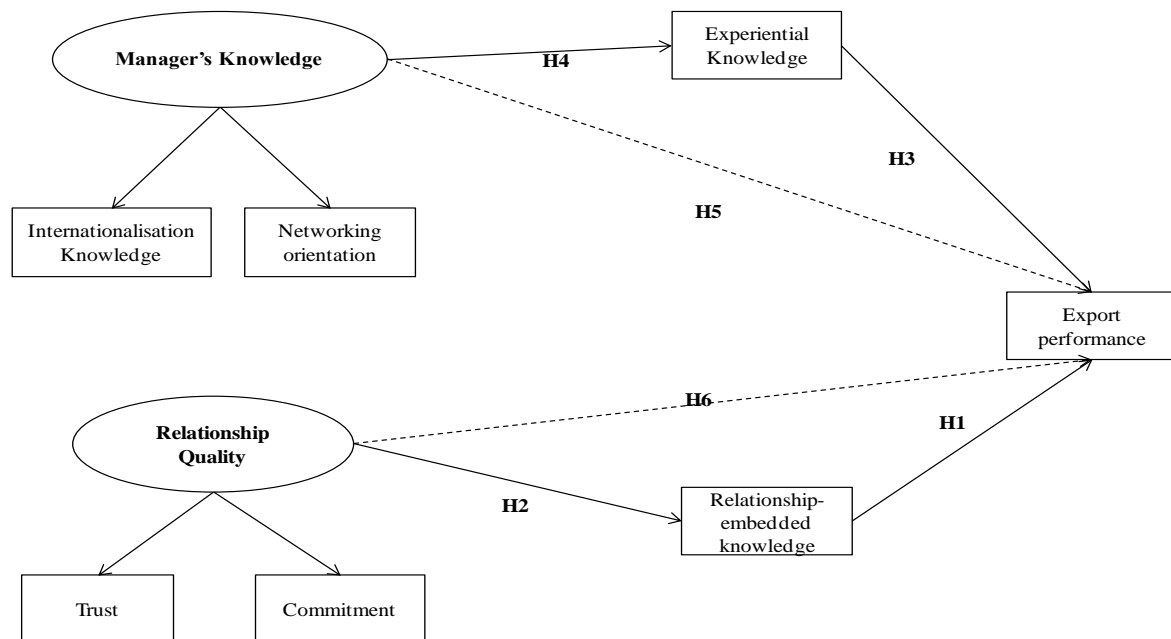 Manager’s Knowledge
H4
Experiential
Knowledge
H3
H5
Internationalisation
Knowledge
Networking
orientation
Export
performance
H6
H1
Relationship
Quality
H2
Relationship-
embedded
knowledge
Trust
Commitment